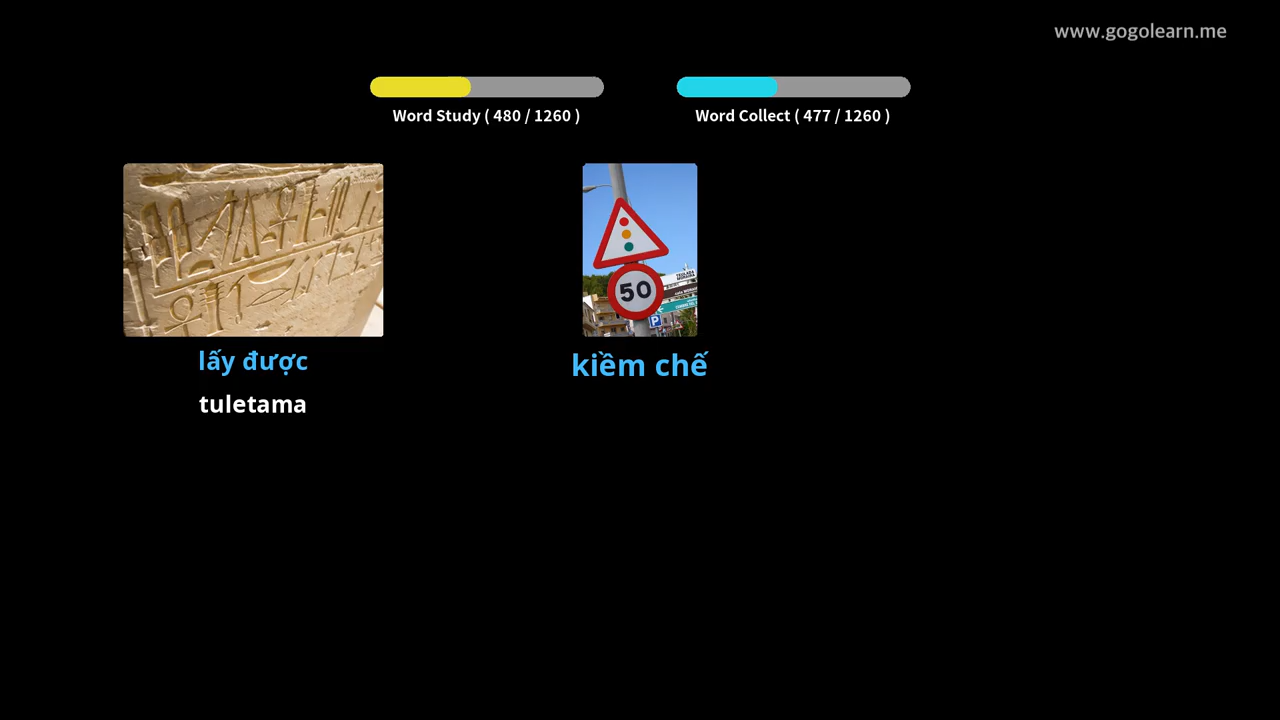 www.gogolearn.me
Word Study ( 480 / 1260 )
Word Collect ( 477 / 1260 )
50
P
lấy được
tuletama
kiềm chế